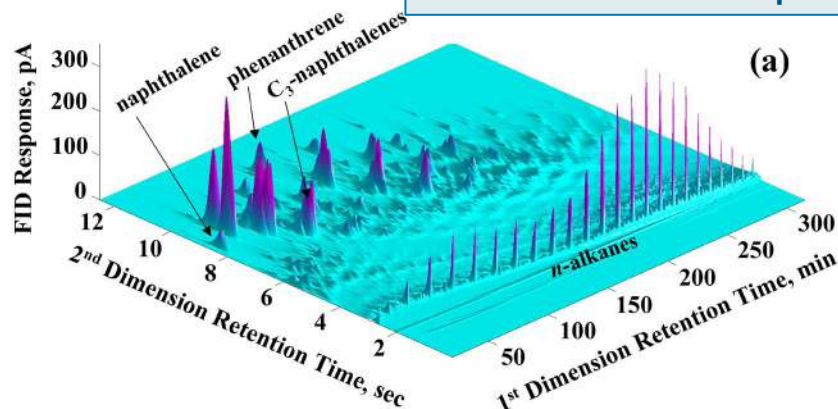 (a)
FID Response, pA
300
200
100
0
naphthalene
phenanthrene
C₃-naphthalenes
n-alkanes
12
10
8
6
4
2
2nd Dimension Retention Time, sec
50
100
150
200
250
300
1st Dimension Retention Time, min